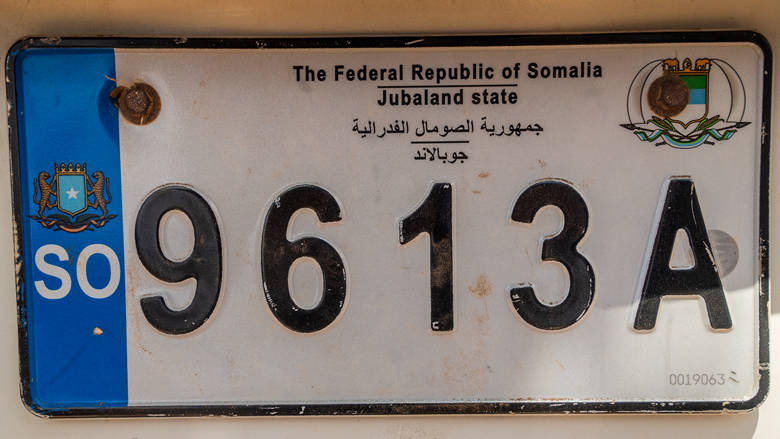 The Federal Republic of Somalia
Jubaland state
جمهورية الصومال الفدرالية
جوبالاند
SO
9613A
0019063